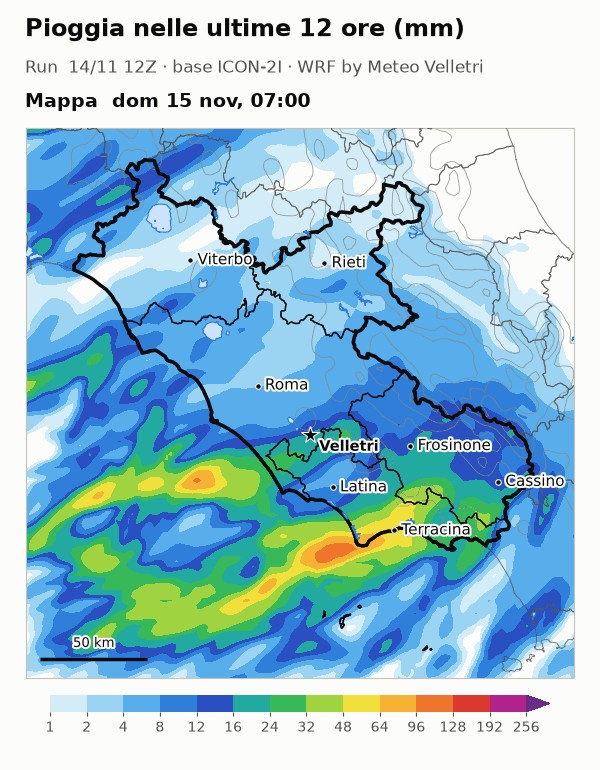 Pioggia nelle ultime 12 ore (mm)
Run  14/11 12Z · base ICON-2I · WRF by Meteo Velletri
Mappa  dom 15 nov, 07:00
Viterbo
Rieti
Roma
Velletri
Frosinone
Cassino
Latina
Terracina
50 km
1 2 4 8 12 16 24 32 48 64 96 128 192 256